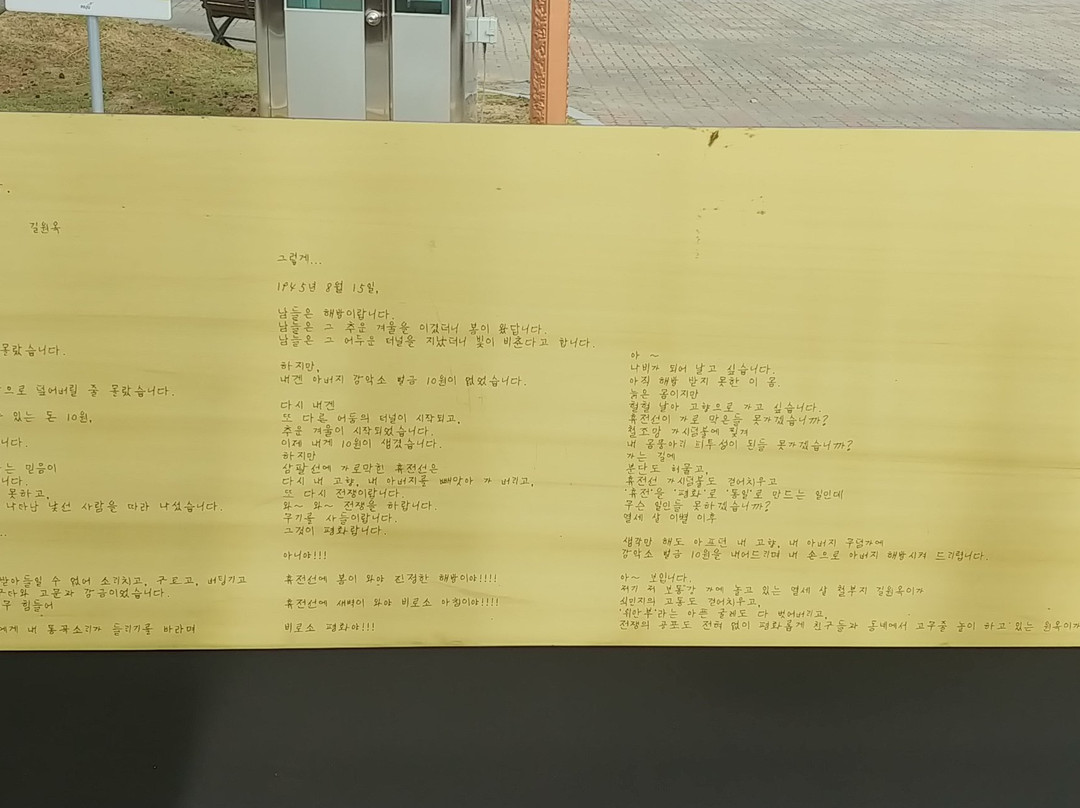 길원옥
몰랐습니다.
으로 덮어버릴 줄 몰랐습니다.
있는 돈 10원,
니다.
는 믿음이
니다.
못하고,
낯선 사람을 따라 나섰습니다.
받아들일 수 없어 소리치고, 구르고, 버팅기고
고문과 감금이었습니다.
힘들어
에게 내 통곡소리가 들리기를 바라며
그렇게...
1945년 8월 15일,
남들은 해방이랍니다.
남들은 그 추운 겨울을 이겼더니 봄이 왔답니다.
남들은 그 어두운 터널을 지났더니 빛이 비춘다고 합니다.
하지만,
내겐 아버지 감악소 벌금 10원이 없었습니다.
다시 내겐
또 다른 어둠의 터널이 시작되고,
추운 겨울이 시작되었습니다.
이제 내게 10원이 생겼습니다.
하지만
삼팔선에 가로막힌 휴전선은
다시 내 고향, 내 아버지를 빼앗아 가 버리고,
또 다시 전쟁이랍니다.
와~ 와~ 전쟁을 하랍니다.
무기를 사들이랍니다.
그것이 평화랍니다.
아니야!!!
휴전선에 봄이 와야 진정한 해방이야!!!!
휴전선에 새벽이 와야 비로소 아침이야!!!!
비로소 평화야!!!
아 ~
나비가 되어 날고 싶습니다.
아직 해방 받지 못한 이 몸.
늙은 몸이지만
훨훨 날아 고향으로 가고 싶습니다.
휴전선이 가로 막은들 못가겠습니까?
철조망 가시덤불에 찢겨
내 몸뚱아리 피투성이 된들 못가겠습니까?
가는 길에
분단도 허물고,
휴전선 가시덤불도 걷어치우고
'휴전'을 '평화'로 '통일'로 만드는 일인데
무슨 일인들 못하겠습니까?
열세 살 이별 이후
생각만 해도 아프던 내 고향, 내 아버지 무덤가에
감악소 벌금 10원을 내어드리며 내 손으로 아버지 해방시켜 드리렵니다.
아~ 보입니다.
저기 저 보통강 가에 놀고 있는 열세 살 철부지 길원옥이가
식민지의 고통도 걷어치우고,
'위안부'라는 아픈 굴레도 다 벗어버리고,
전쟁의 공포도 전혀 없이 평화롭게 친구들과 동네에서 고무줄 놀이 하고 있는 원옥이가